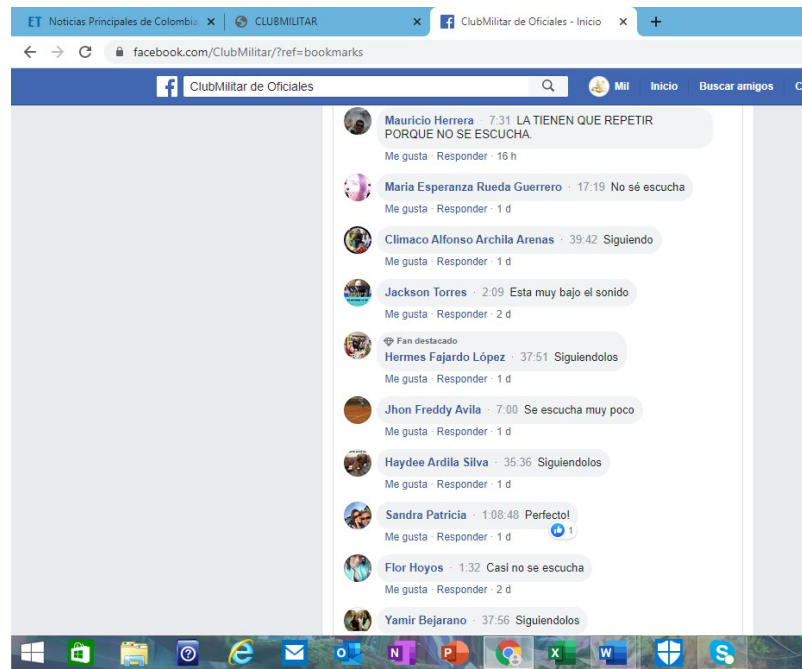 ET Noticias Principales de Colombia
CLUBMILITAR
ClubMilitar de Oficiales - Inicio
facebook.com/ClubMilitar/?ref=bookmarks
ClubMilitar de Oficiales
Mil Inicio Buscar amigos C
Mauricio Herrera · 7:31 LA TIENEN QUE REPETIR
PORQUE NO SE ESCUCHA.
Me gusta · Responder · 16 h
Maria Esperanza Rueda Guerrero · 17:19 No sé escucha
Me gusta · Responder · 1 d
Climaco Alfonso Archila Arenas · 39:42 Siguiendo
Me gusta · Responder · 1 d
Jackson Torres · 2:09 Esta muy bajo el sonido
Me gusta · Responder · 2 d
Fan destacado
Hermes Fajardo López · 37:51 Siguiendolos
Me gusta · Responder · 1 d
Jhon Freddy Avila · 7:00 Se escucha muy poco
Me gusta · Responder · 1 d
Haydee Ardila Silva · 35:36 Siguiendolos
Me gusta · Responder · 1 d
Sandra Patricia · 1:08:48 Perfecto!
1
Me gusta · Responder · 1 d
Flor Hoyos · 1:32 Casi no se escucha
Me gusta · Responder · 2 d
Yamir Bejarano · 37:56 Siguiendolos